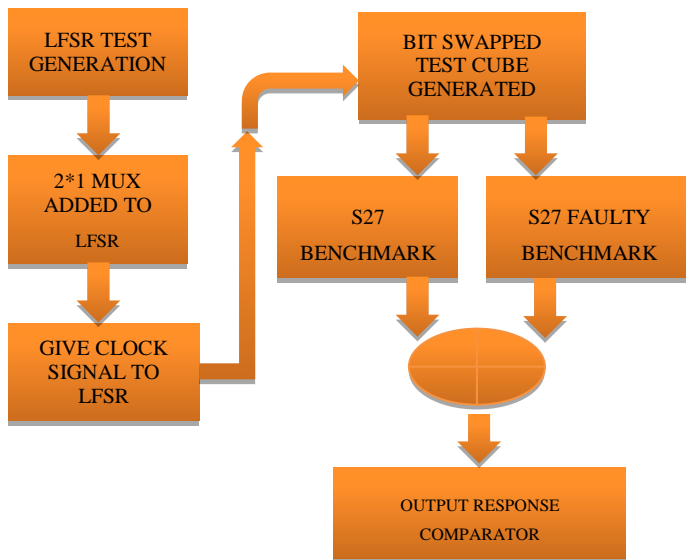 LFSR TEST
GENERATION
2*1 MUX
ADDED TO
LFSR
GIVE CLOCK
SIGNAL TO
LFSR
BIT SWAPPED
TEST CUBE
GENERATED
S27
BENCHMARK
S27 FAULTY
BENCHMARK
OUTPUT RESPONSE
COMPARATOR